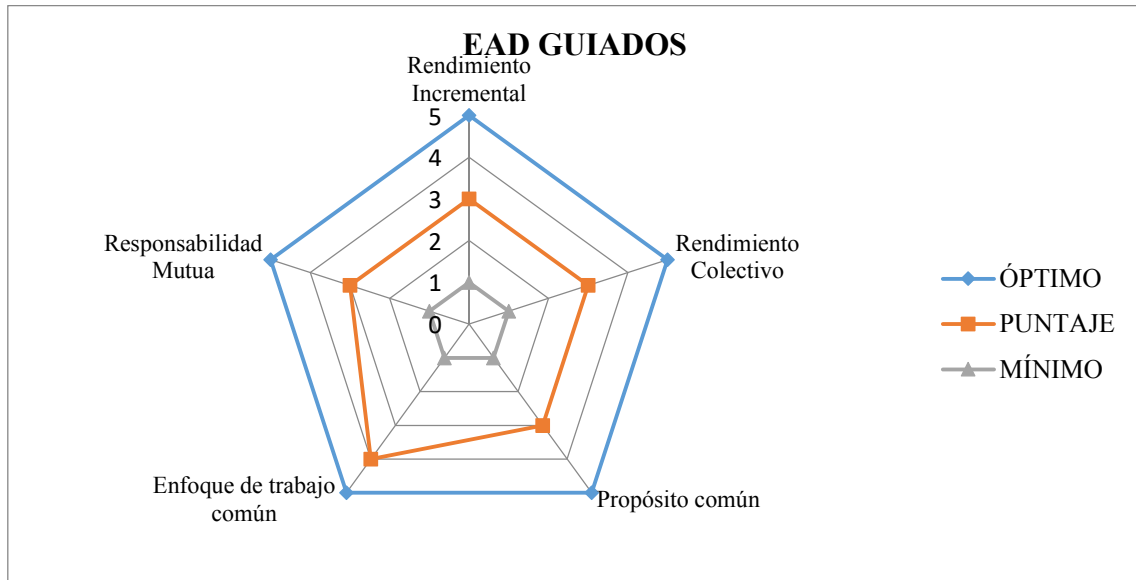 EAD GUIADOS
Rendimiento
Incremental
5
4
3
2
1
0
Rendimiento
Colectivo
Propósito común
Enfoque de trabajo
común
Responsabilidad
Mutua
ÓPTIMO
PUNTAJE
MÍNIMO